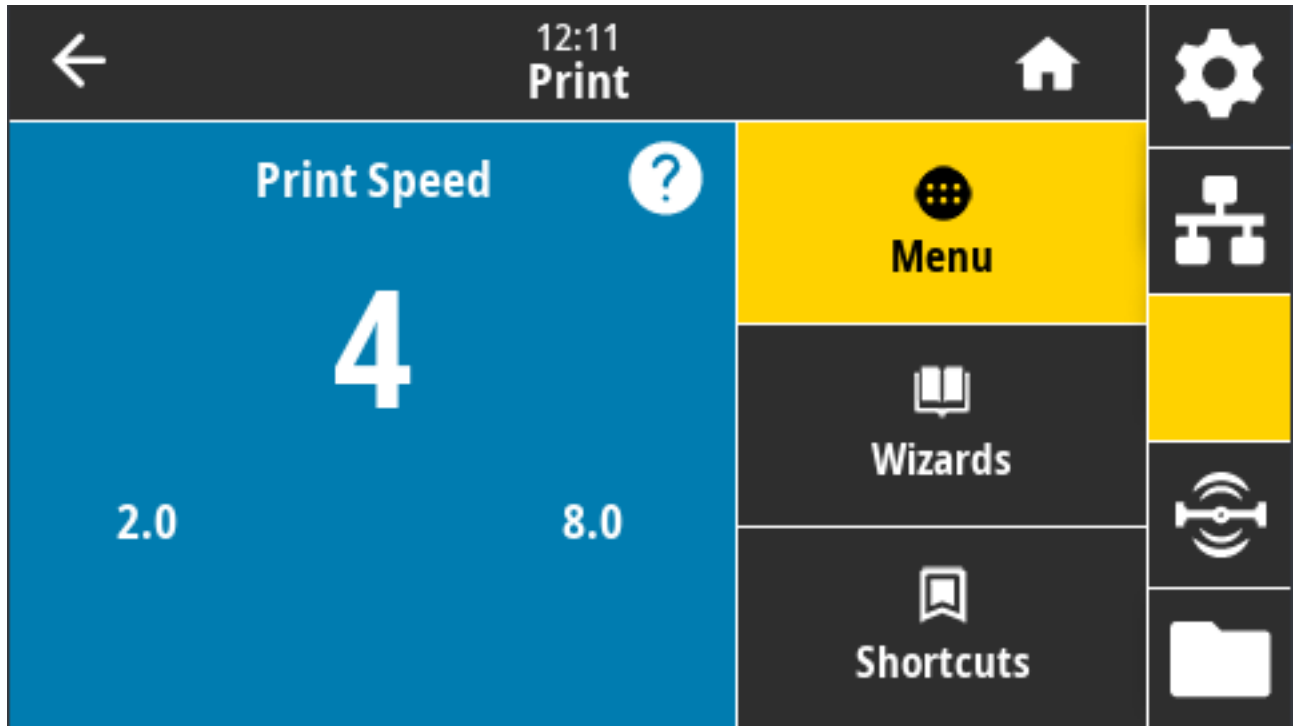 12:11
Print
Print Speed
?
4
2.0
8.0
Menu
Wizards
Shortcuts